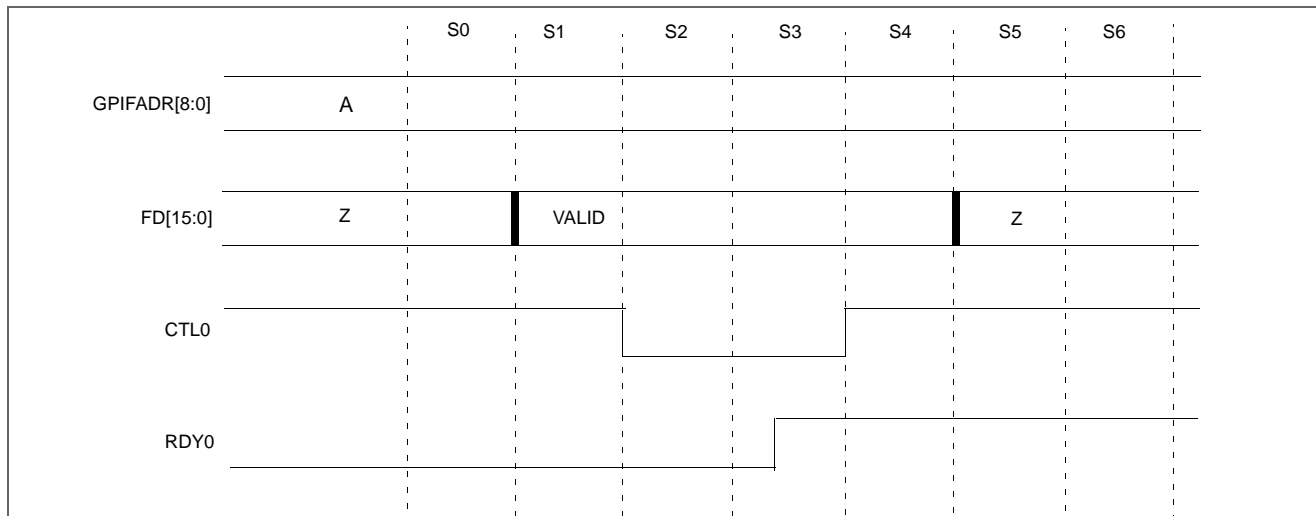 S0 S1 S2 S3 S4 S5 S6
GPIFADR[8:0] A
FD[15:0] Z VALID Z
CTL0
RDY0